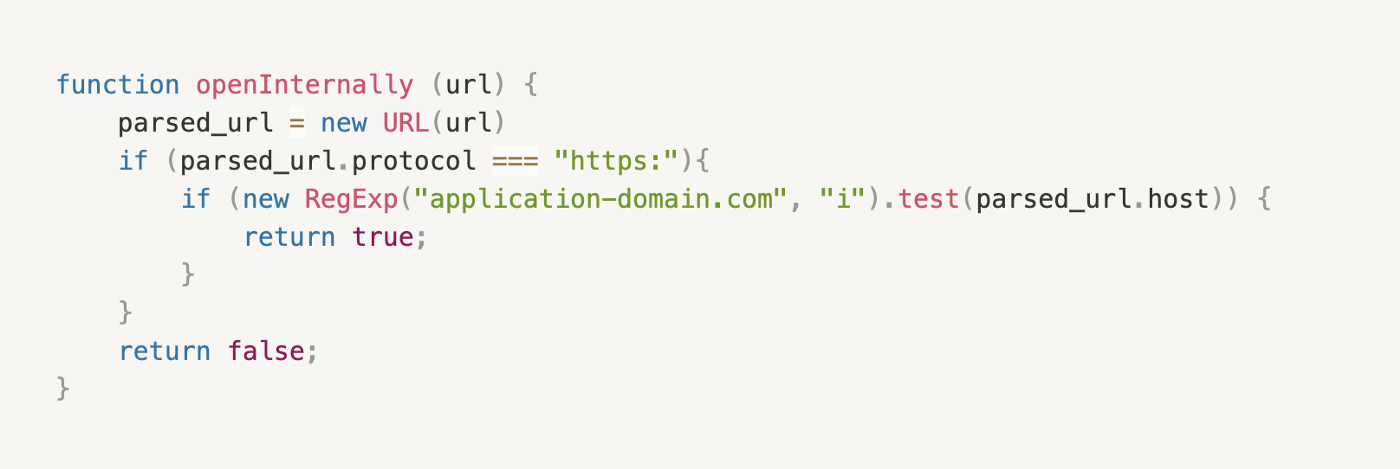 function openInternally (url) {
    parsed_url = new URL(url)
    if (parsed_url.protocol === "https:"){
        if (new RegExp("application-domain.com", "i").test(parsed_url.host)) {
            return true;
        }
    }
    return false;
}